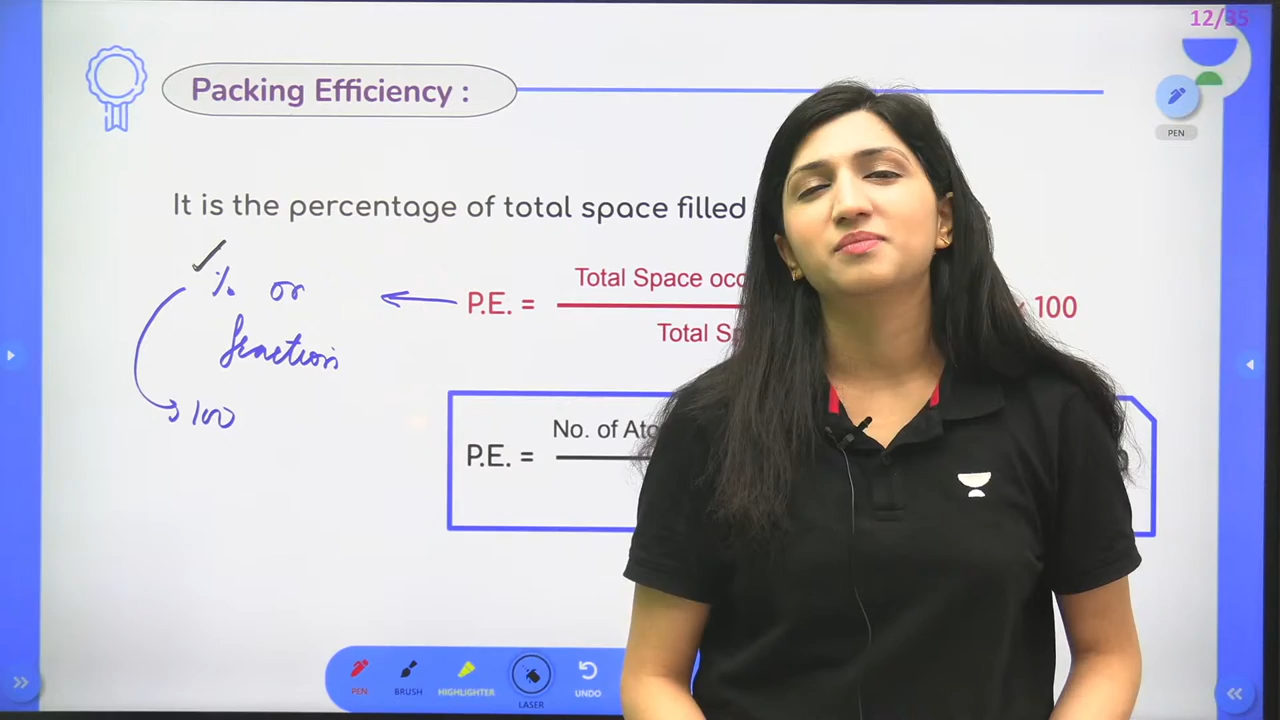 12/35
Packing Efficiency :
PEN
It is the percentage of total space filled
% or
fraction
100
Total Space occ
P.E. =
100
Total Sp
No. of Ato
P.E. =
PEN
BRUSH
HIGHLIGHTER
LASER
UNDO